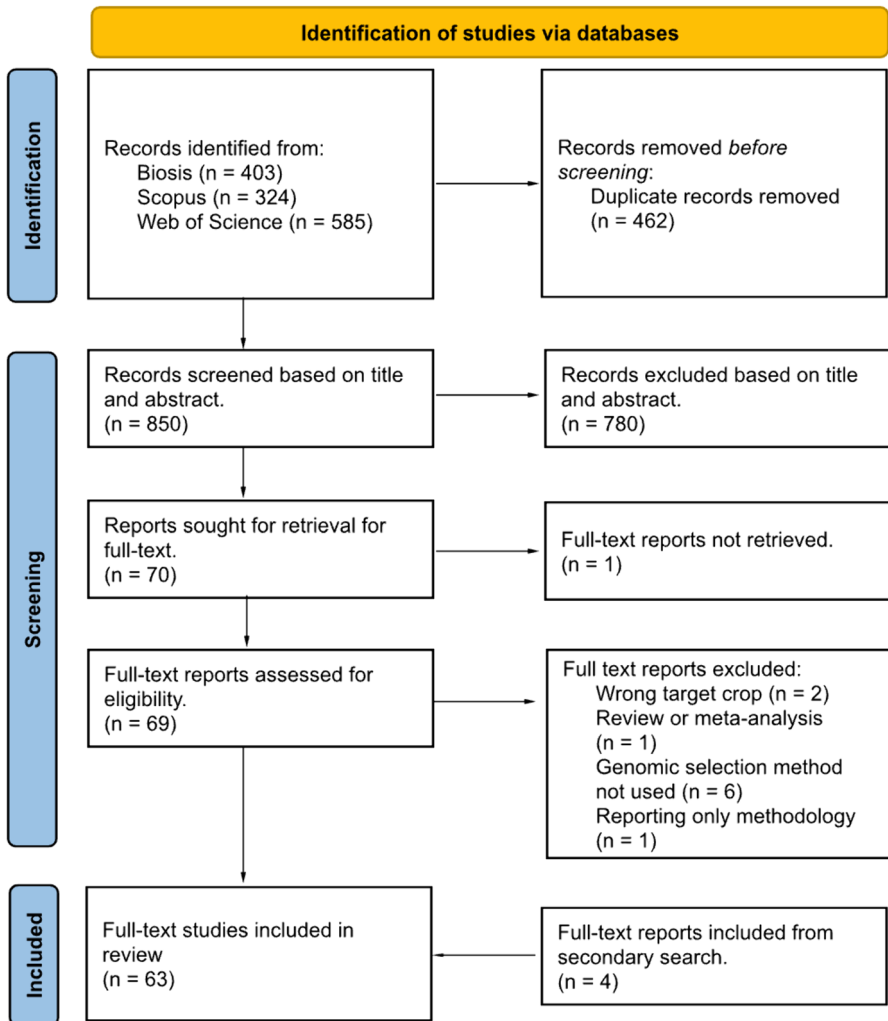 Identification of studies via databases
Identification
Records identified from:
Biosis (n = 403)
Scopus (n = 324)
Web of Science (n = 585)
Records removed before
screening:
Duplicate records removed
(n = 462)
Screening
Records screened based on title
and abstract.
(n = 850)
Records excluded based on title
and abstract.
(n = 780)
Reports sought for retrieval for
full-text.
(n = 70)
Full-text reports not retrieved.
(n = 1)
Full-text reports assessed for
eligibility.
(n = 69)
Full text reports excluded:
Wrong target crop (n = 2)
Review or meta-analysis
(n = 1)
Genomic selection method
not used (n = 6)
Reporting only methodology
(n = 1)
Included
Full-text studies included in
review
(n = 63)
Full-text reports included from
secondary search.
(n = 4)